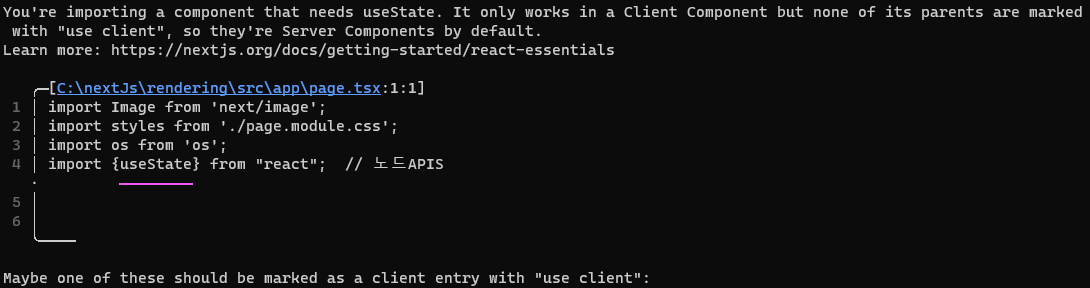 You're importing a component that needs useState. It only works in a Client Component but none of its parents are marked
with "use client", so they're Server Components by default.
Learn more: https://nextjs.org/docs/getting-started/react-essentials
[C:\nextJs\rendering\src\app\page.tsx:1:1]
1 │ import Image from 'next/image';
2 │ import styles from './page.module.css';
3 │ import os from 'os';
4 │ import {useState} from "react";  // 노드APIS
5 │
6 │
Maybe one of these should be marked as a client entry with "use client":